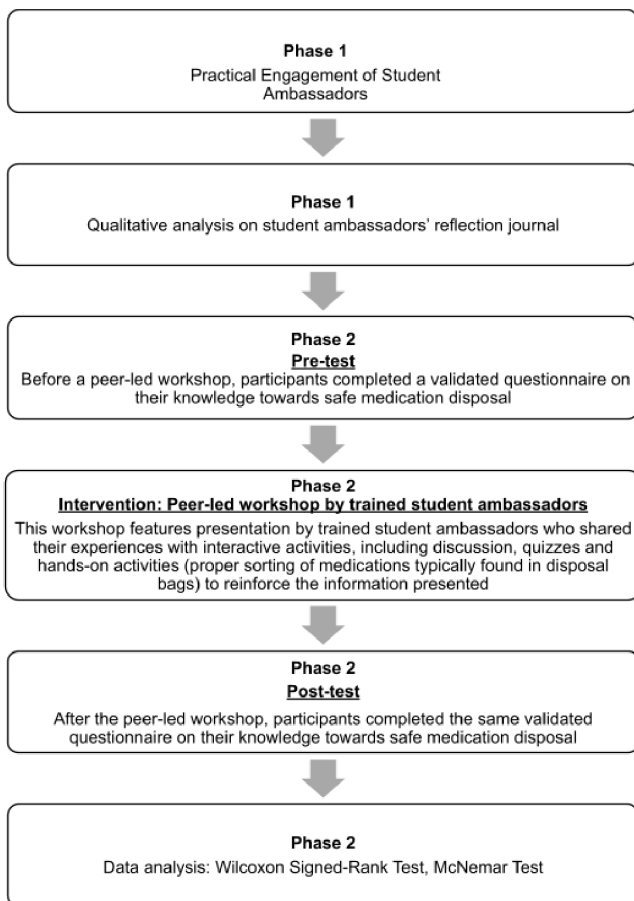 Phase 1
Practical Engagement of Student
Ambassadors
Phase 1
Qualitative analysis on student ambassadors' reflection journal
Phase 2
Pre-test
Before a peer-led workshop, participants completed a validated questionnaire on
their knowledge towards safe medication disposal
Phase 2
Intervention: Peer-led workshop by trained student ambassadors
This workshop features presentation by trained student ambassadors who shared
their experiences with interactive activities, including discussion, quizzes and
hands-on activities (proper sorting of medications typically found in disposal
bags) to reinforce the information presented
Phase 2
Post-test
After the peer-led workshop, participants completed the same validated
questionnaire on their knowledge towards safe medication disposal
Phase 2
Data analysis: Wilcoxon Signed-Rank Test, McNemar Test